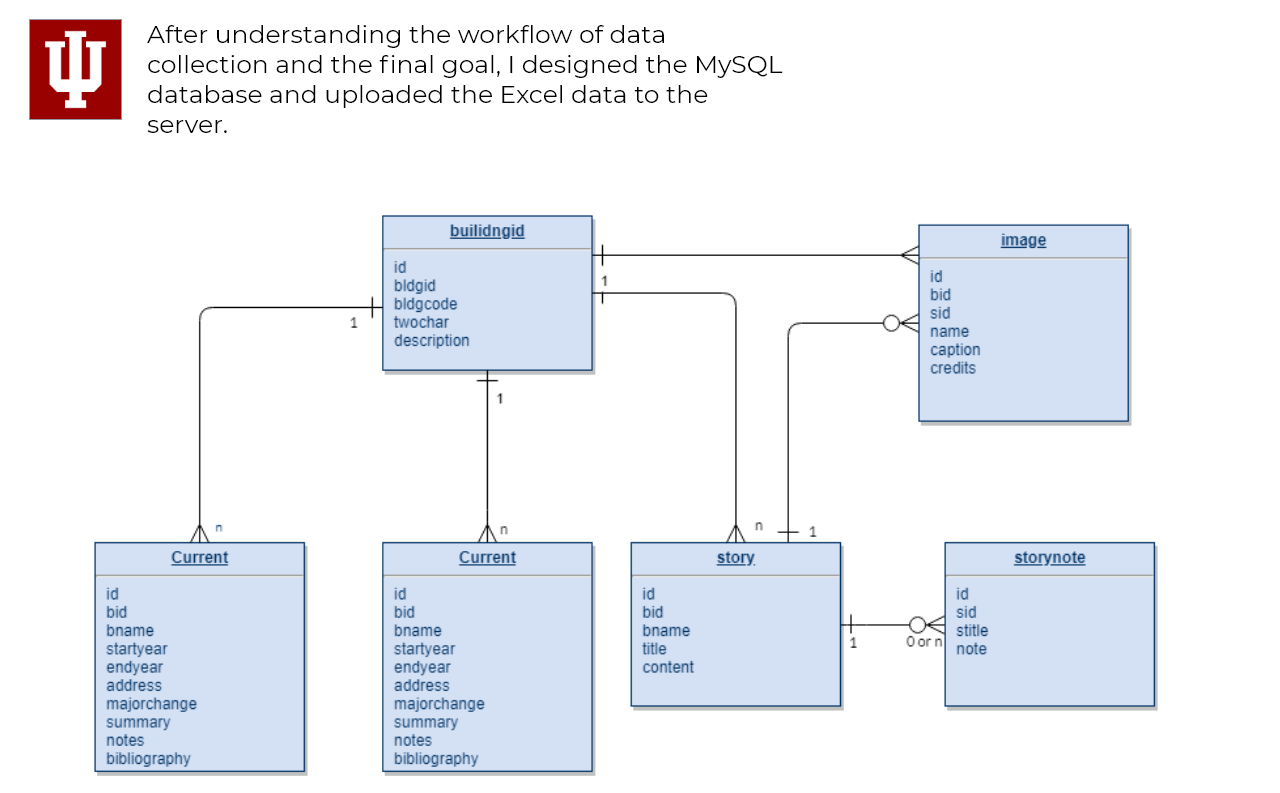 After understanding the workflow of data
collection and the final goal, I designed the MySQL
database and uploaded the Excel data to the
server.
builidngid
id
bldgid
bldgcode
twochar
description
image
id
bid
sid
name
caption
credits
1
1
1
n
n
n
1
Current
id
bid
bname
startyear
endyear
address
majorchange
summary
notes
bibliography
Current
id
bid
bname
startyear
endyear
address
majorchange
summary
notes
bibliography
story
id
bid
bname
title
content
1
0 or n
storynote
id
sid
stitle
note